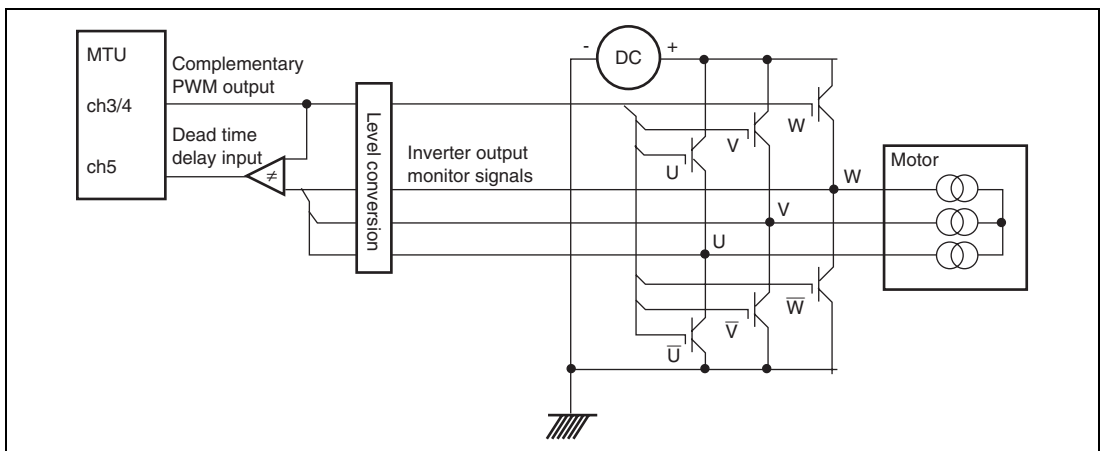 MTU
ch3/4
ch5
Complementary
PWM output
Dead time
delay input
≠
Level conversion
Inverter output
monitor signals
- DC +
W
V
U
W
V
U
W̅
V̅
U̅
Motor